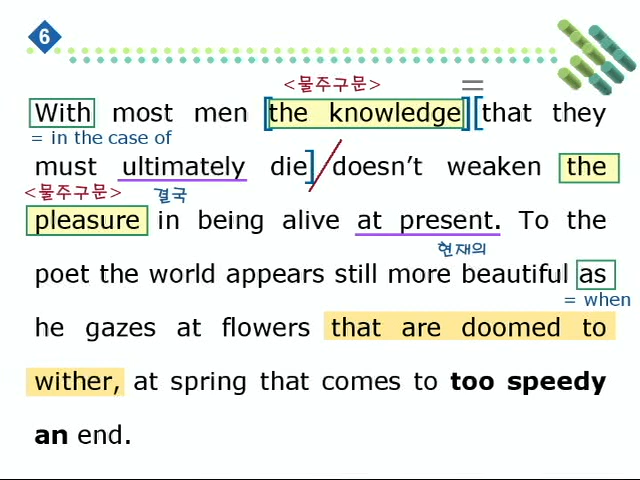 6
<물주구문>
With most men [the knowledge][that they
= in the case of
must ultimately die] doesn't weaken the
<물주구문> 결국
pleasure in being alive at present. To the
현재의
poet the world appears still more beautiful as
= when
he gazes at flowers that are doomed to
wither, at spring that comes to too speedy
an end.